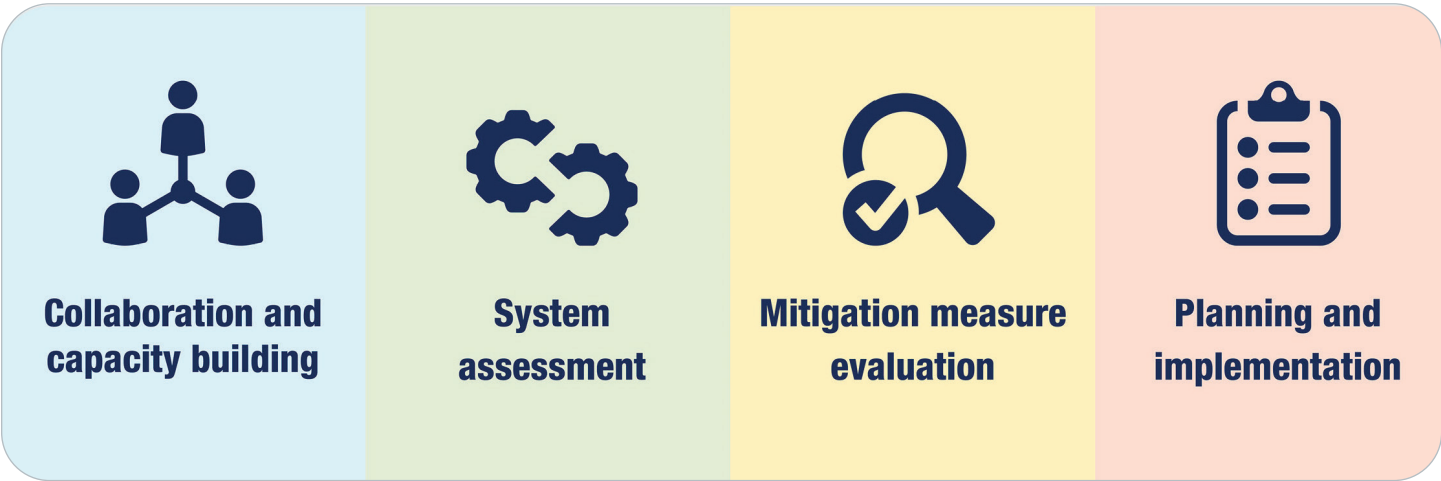 Collaboration and
capacity building
System
assessment
Mitigation measure
evaluation
Planning and
implementation